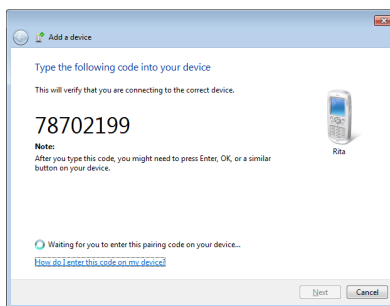 Add a device
Type the following code into your device
This will verify that you are connecting to the correct device.
78702199
Note:
After you type this code, you might need to press Enter, OK, or a similar
button on your device.
Rita
Waiting for you to enter this pairing code on your device...
How do I enter this code on my device?
Next Cancel